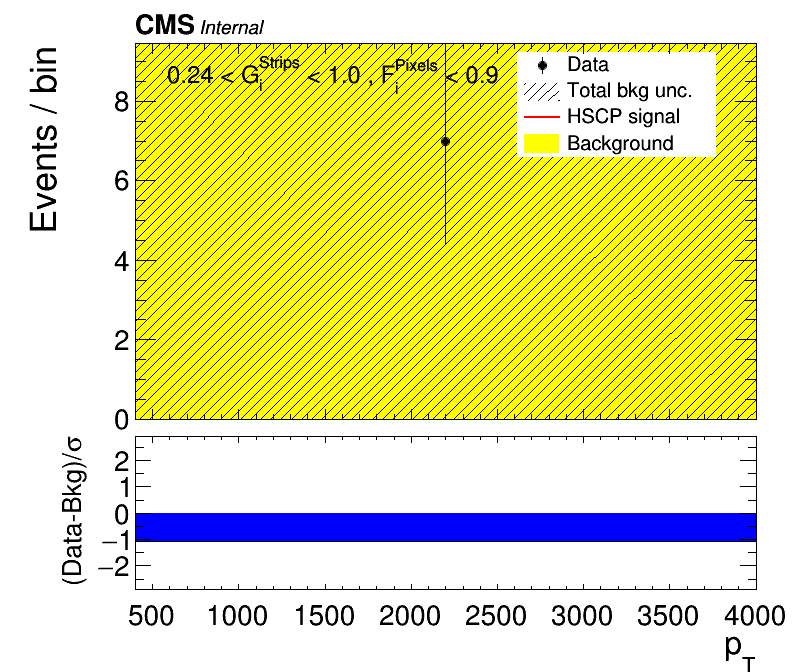 CMS Internal
Events / bin
0.24 < G_i^Strips < 1.0 , F_i^Pixels < 0.9
Data
Total bkg unc.
HSCP signal
Background
8
6
4
2
0
(Data-Bkg)/σ
2
1
0
−1
−2
500 1000 1500 2000 2500 3000 3500 4000
p_T